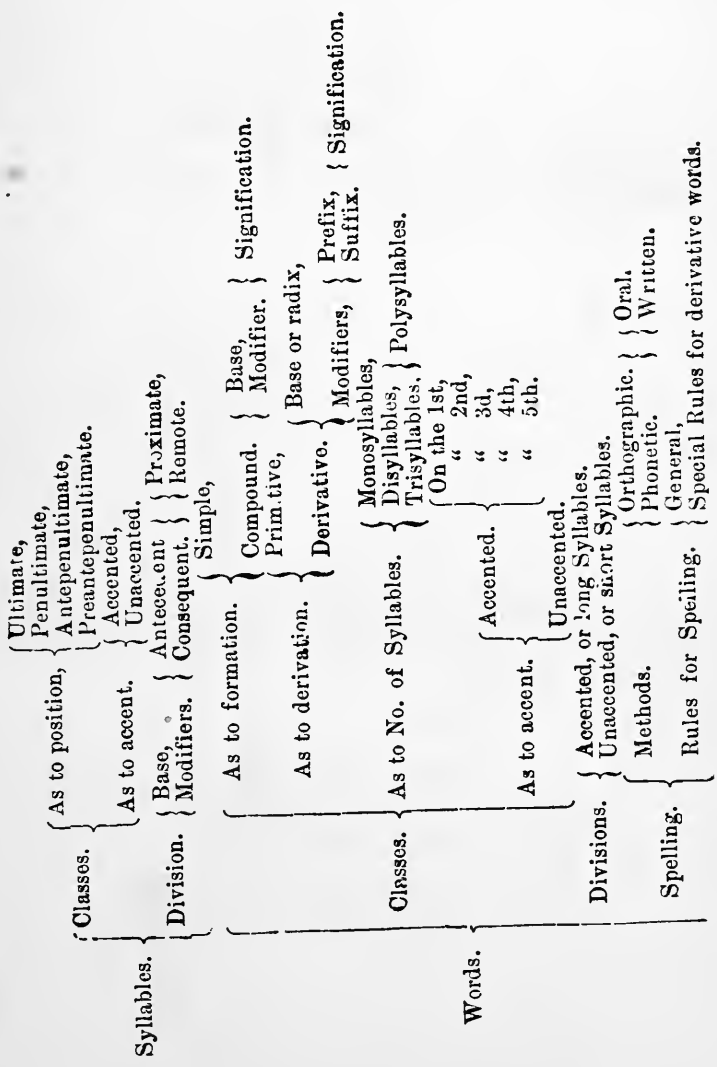 Syllables.
Classes.
As to position,
Ultimate,
Penultimate,
Antepenultimate,
Preantepenultimate.
As to accent.
Accented,
Unaccented.
Division.
Base,
Modifiers.
Antecedent
Consequent.
Proximate,
Remote.
Words.
Classes.
As to formation.
Simple,
Compound.
Base,
Modifier.
Signification.
As to derivation.
Primitive,
Derivative.
Base or radix,
Modifiers,
Prefix,
Suffix.
Signification.
As to No. of Syllables.
Monosyllables,
Disyllables,
Trisyllables.
Polysyllables.
As to accent.
Accented.
On the 1st,
“ 2nd,
“ 3d,
“ 4th,
“ 5th.
Unaccented.
Divisions.
Accented, or long Syllables.
Unaccented, or short Syllables.
Spelling.
Methods.
Orthographic.
Phonetic.
Oral.
Written.
Rules for Spelling.
General,
Special Rules for derivative words.